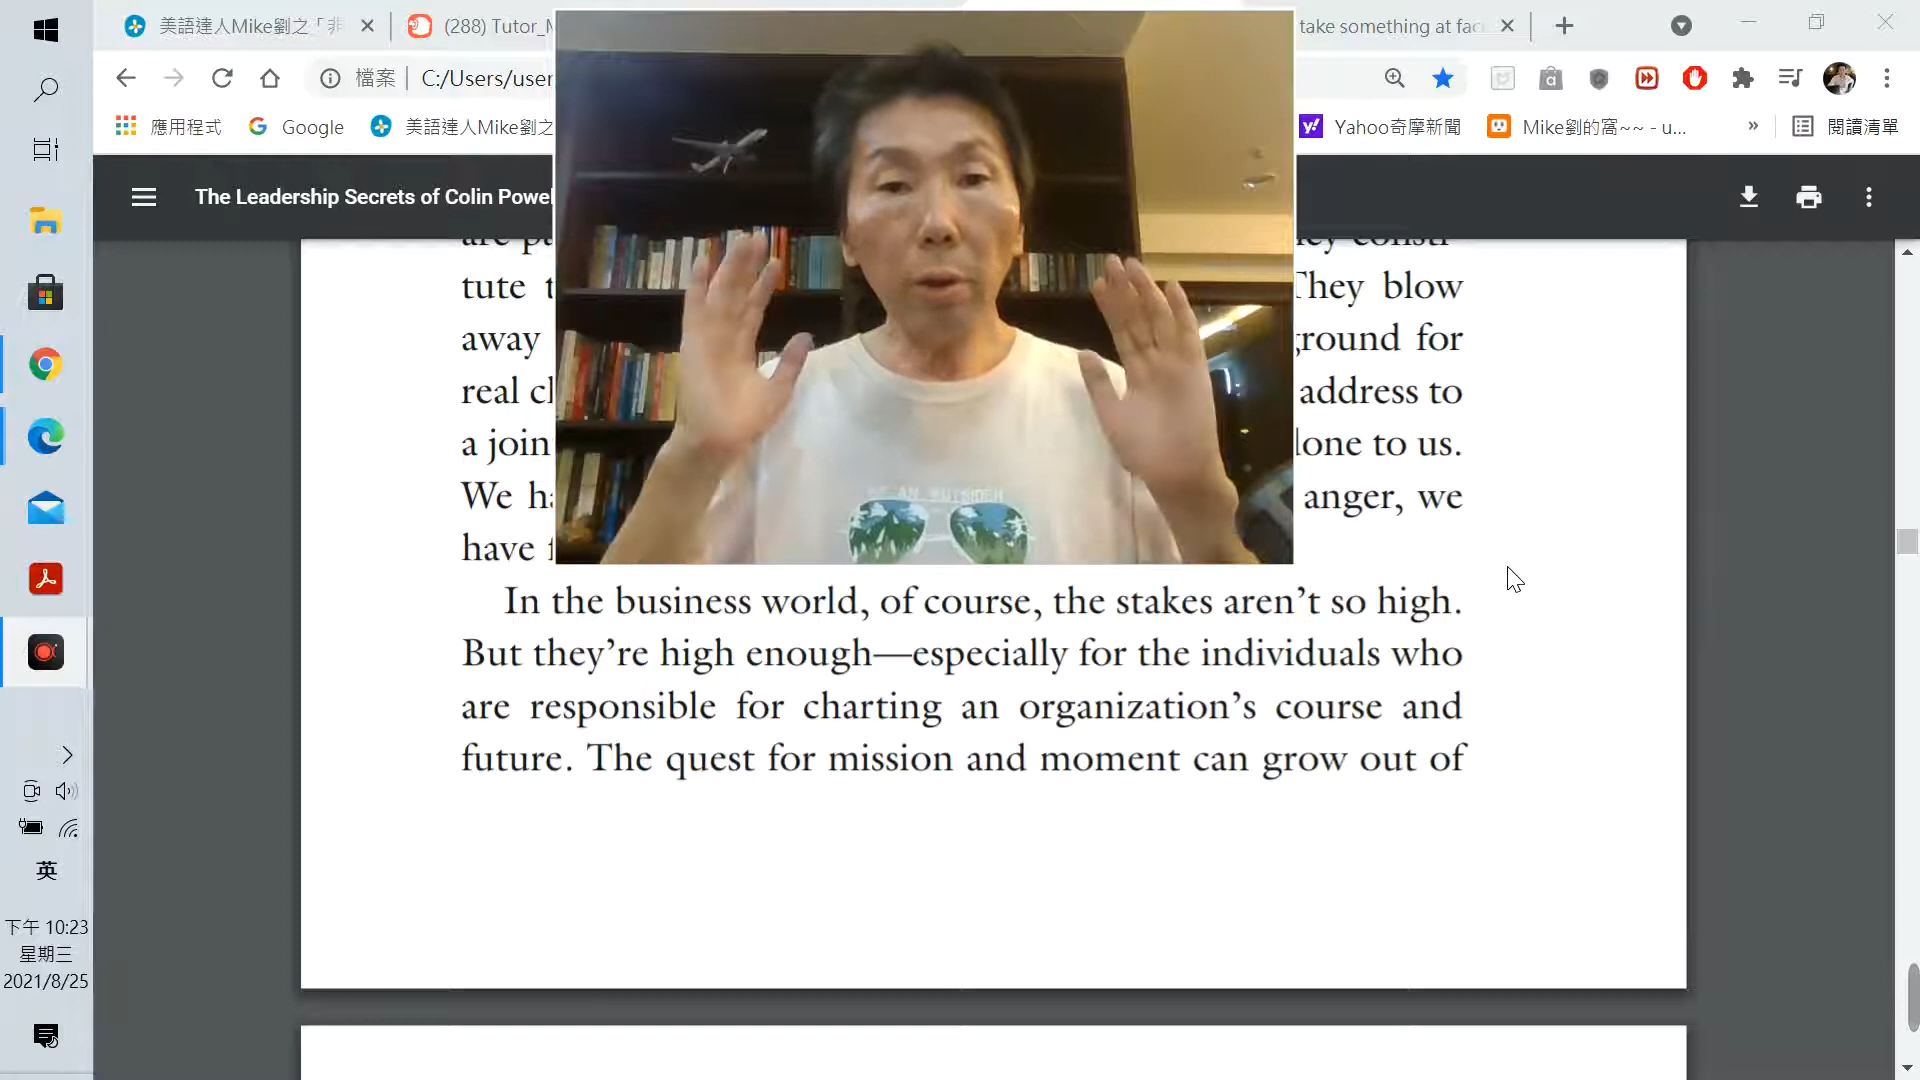 美語達人Mike劉之「非
(288) Tutor_M
take something at fac
檔案
C:/Users/user
應用程式
Google
美語達人Mike劉之
Yahoo奇摩新聞
Mike劉的窩~~ - u...
»
閱讀清單
The Leadership Secrets of Colin Powel
tute
They blow
away
ground for
real cl
address to
a join
done to us.
We ha
anger, we
have f
In the business world, of course, the stakes aren't so high.
But they're high enough—especially for the individuals who
are responsible for charting an organization's course and
future. The quest for mission and moment can grow out of
英
下午 10:23
星期三
2021/8/25